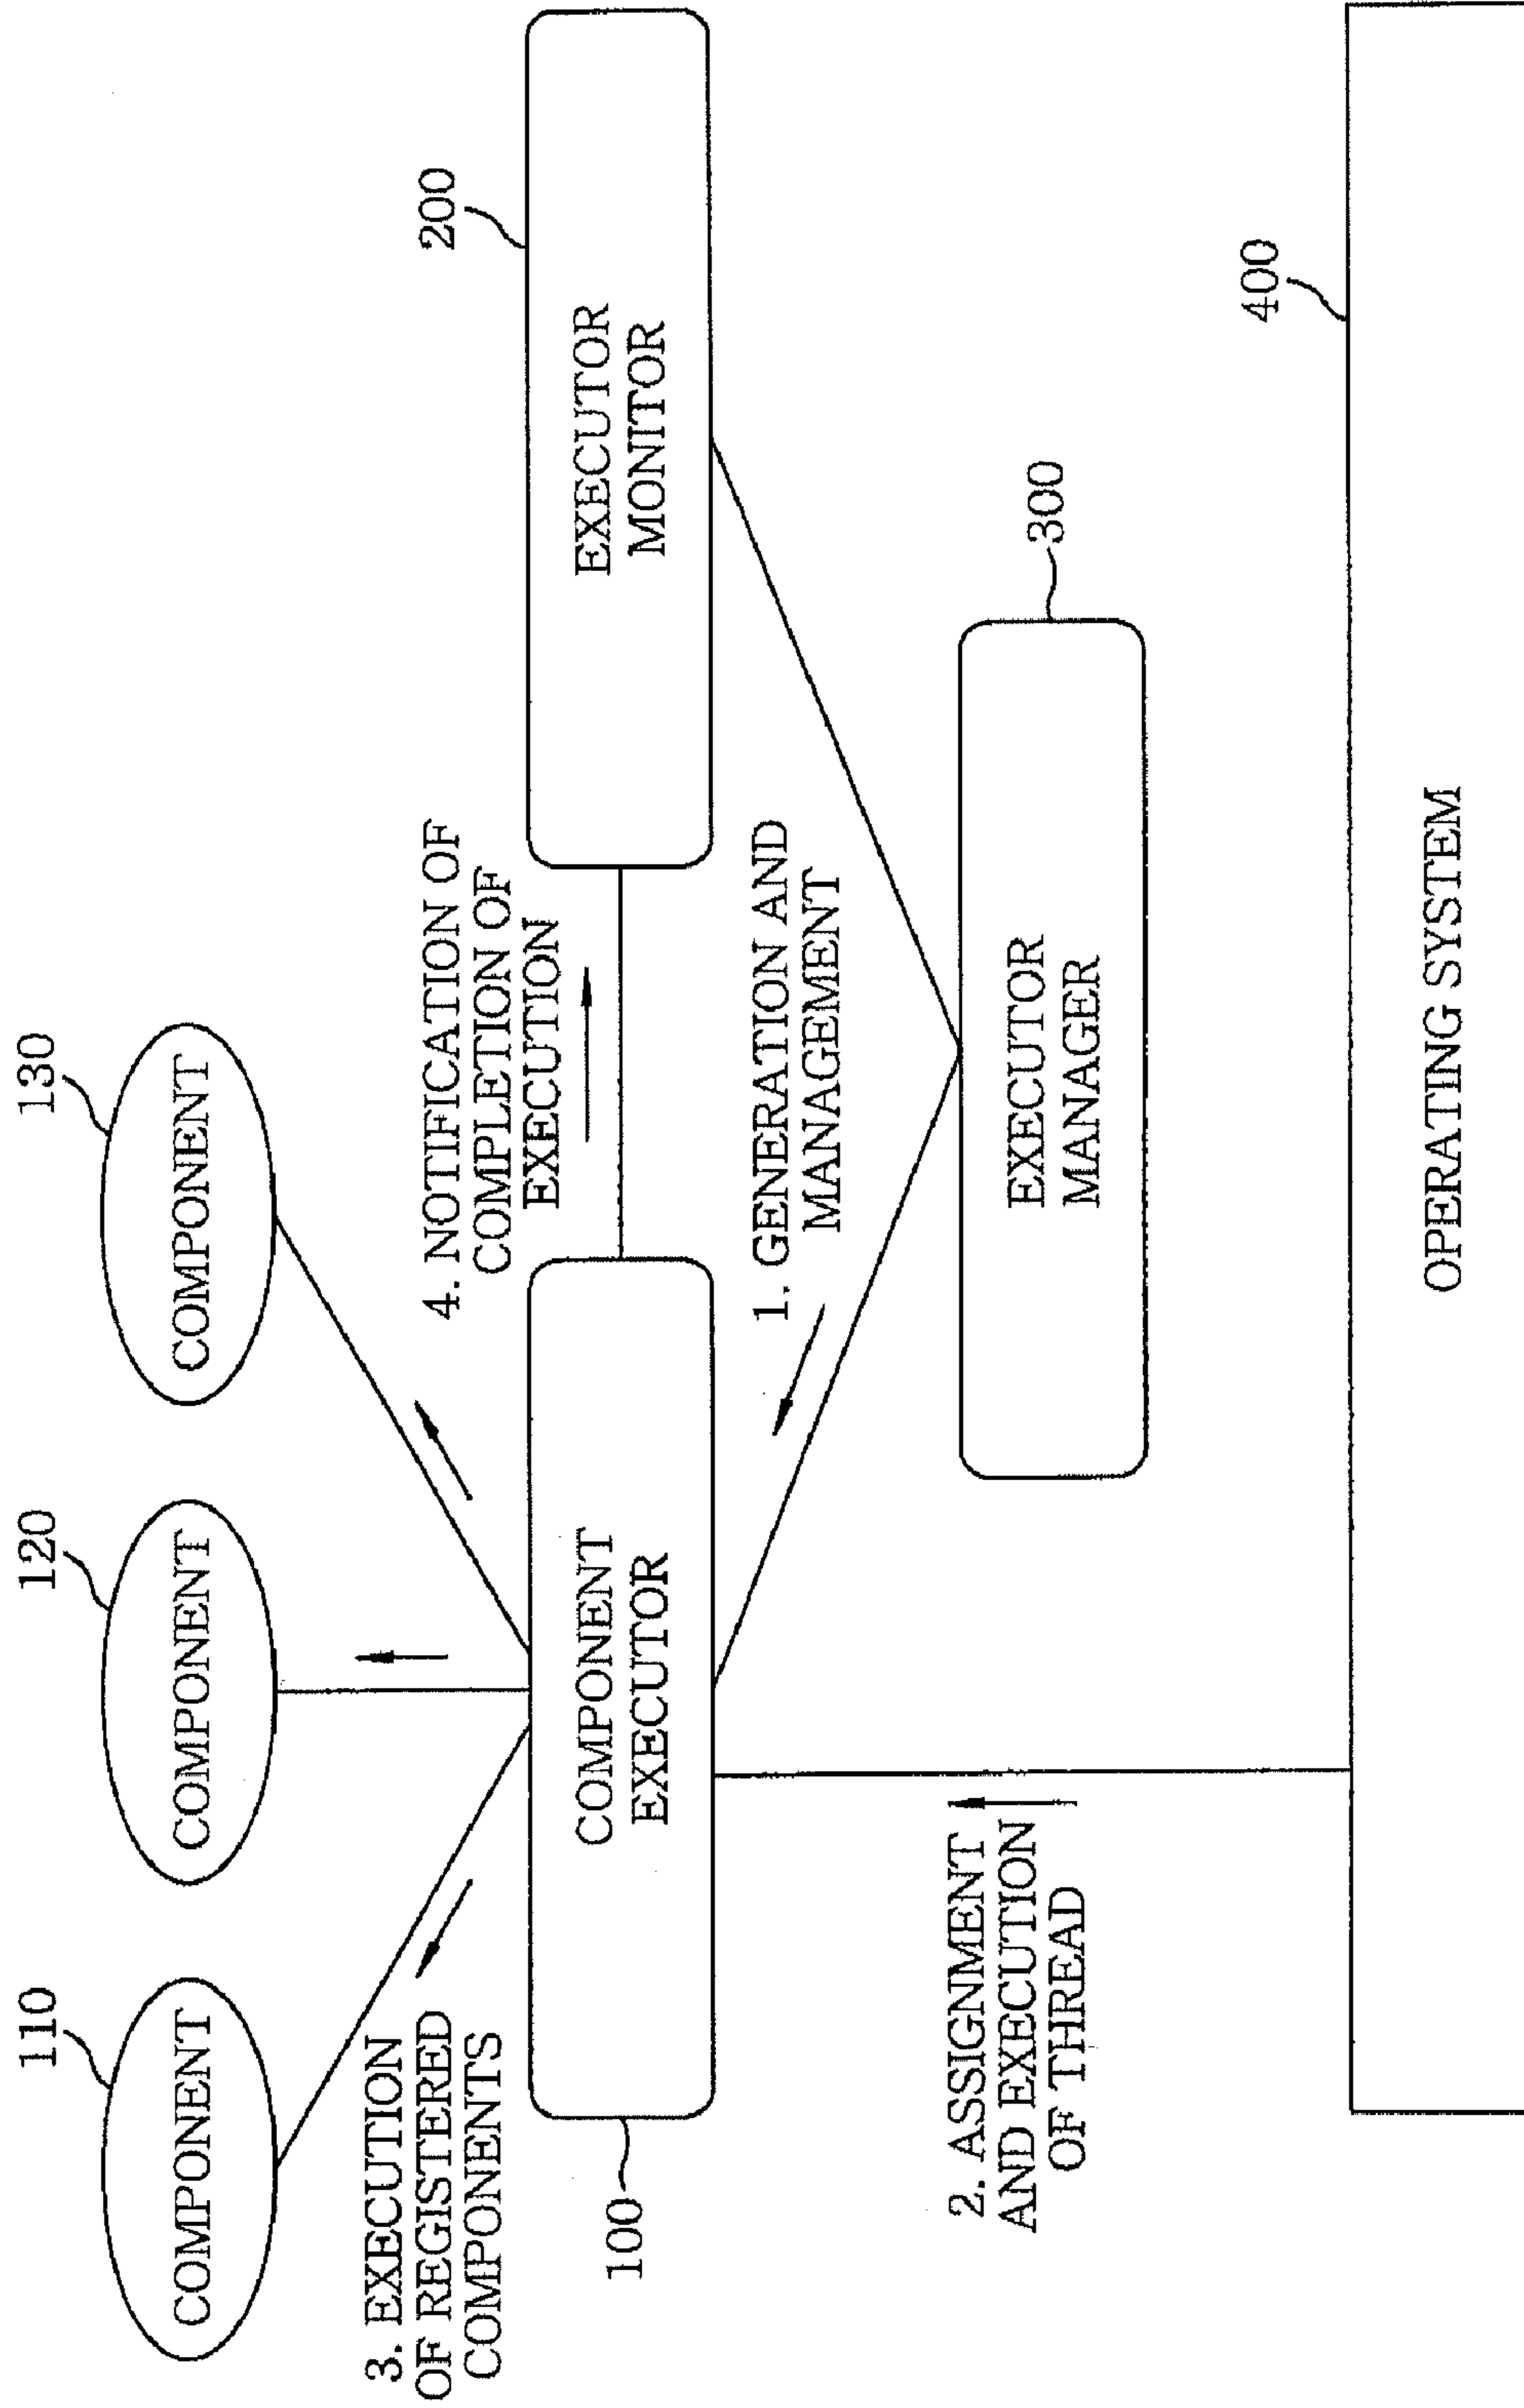 110
120
130
COMPONENT
COMPONENT
COMPONENT
3. EXECUTION
OF REGISTERED
COMPONENTS
4. NOTIFICATION OF
COMPLETION OF
EXECUTION
200
100
COMPONENT
EXECUTOR
EXECUTOR
MONITOR
1. GENERATION AND
MANAGEMENT
2. ASSIGNMENT
AND EXECUTION
OF THREAD
EXECUTOR
MANAGER
300
400
OPERATING SYSTEM